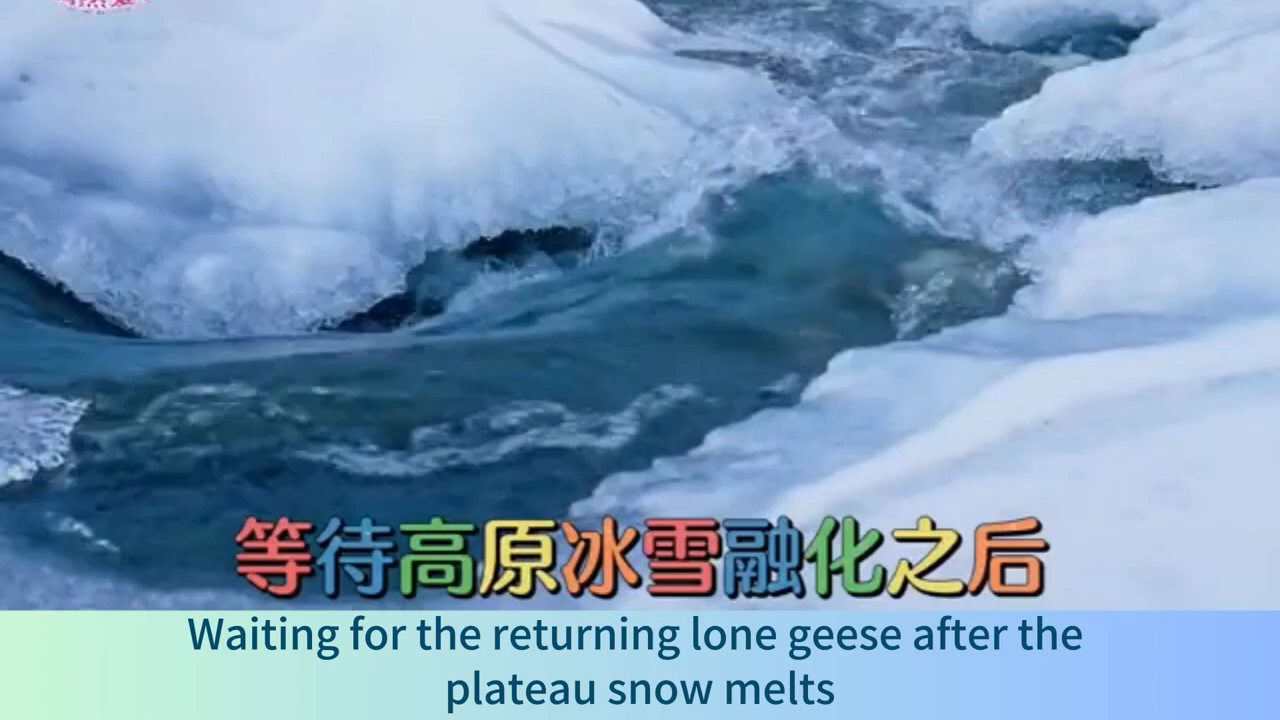 等待高原冰雪融化之后
Waiting for the returning lone geese after the
plateau snow melts